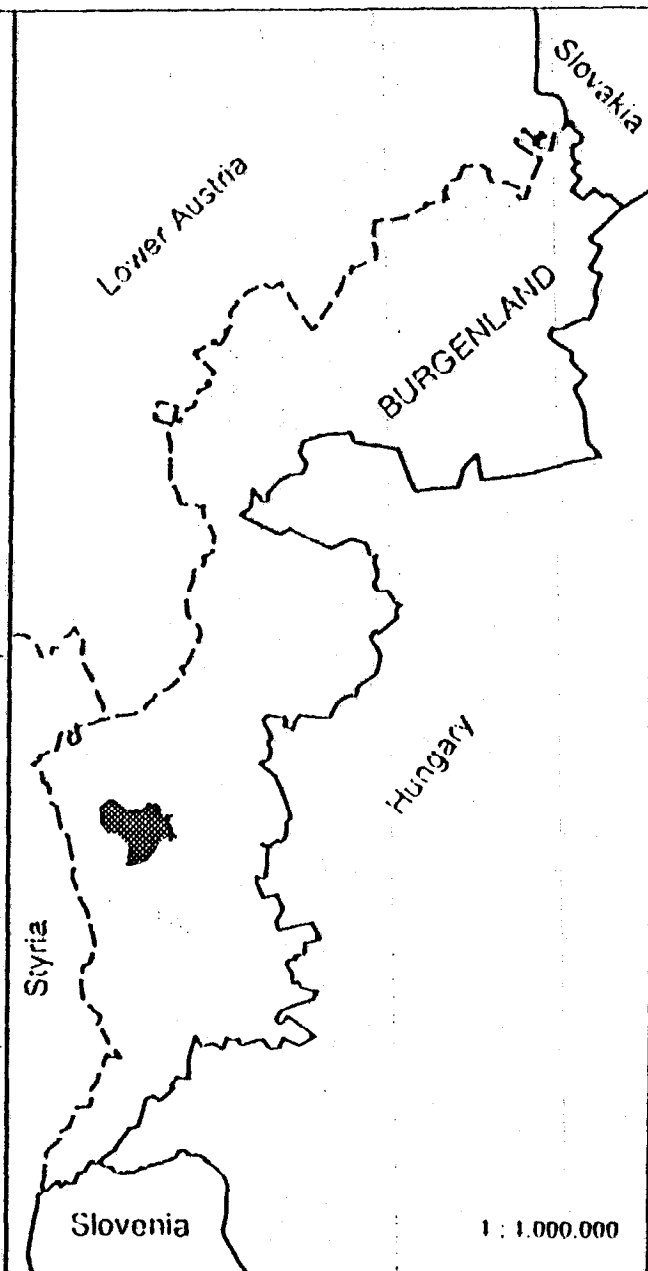 Slovakia
Lower Austria
BURGENLAND
Hungary
Styria
Slovenia
1 : 1.000.000